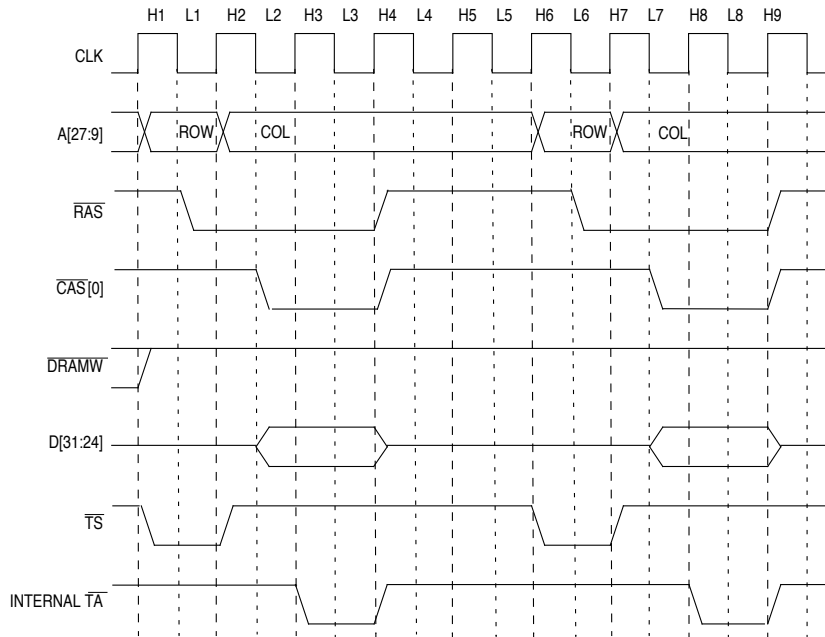 H1 L1 H2 L2 H3 L3 H4 L4 H5 L5 H6 L6 H7 L7 H8 L8 H9
CLK
A[27:9] ROW COL ROW COL
RAS
CAS[0]
DRAMW
D[31:24]
TS
INTERNAL TA